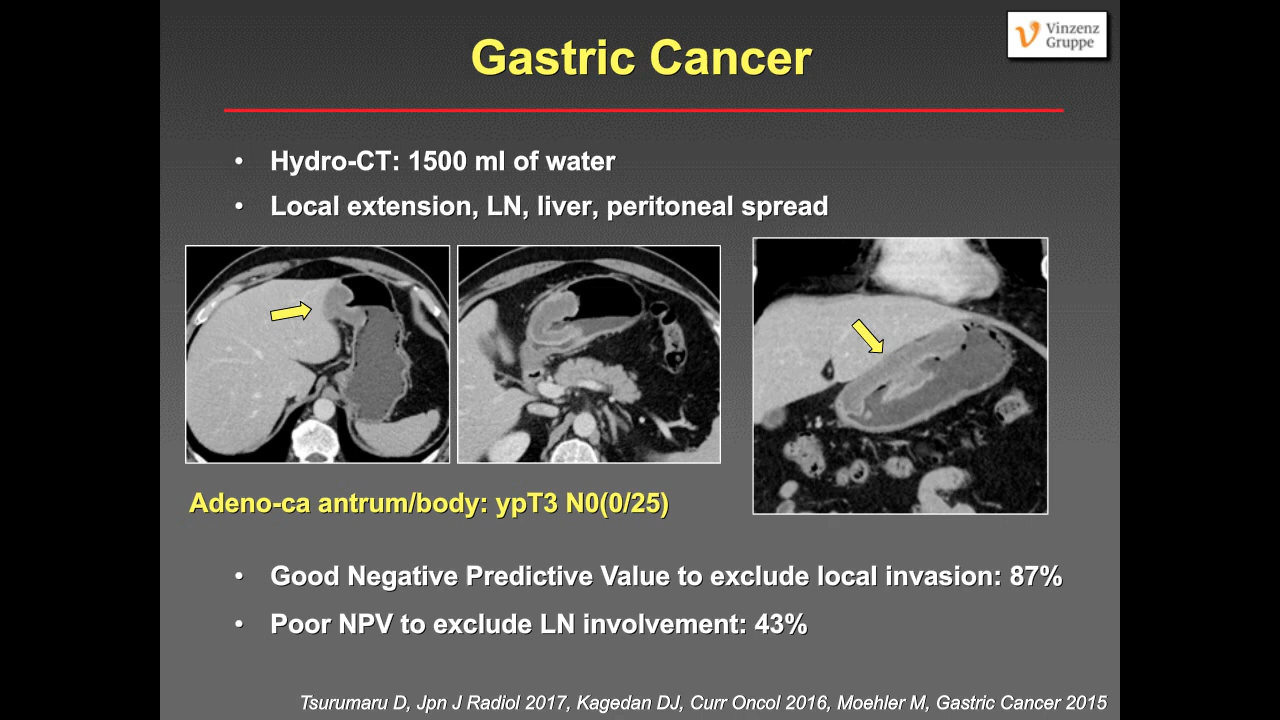 Vinzenz
Gruppe
Gastric Cancer
• Hydro-CT: 1500 ml of water
• Local extension, LN, liver, peritoneal spread
Adeno-ca antrum/body: ypT3 N0(0/25)
• Good Negative Predictive Value to exclude local invasion: 87%
• Poor NPV to exclude LN involvement: 43%
Tsurumaru D, Jpn J Radiol 2017, Kagedan DJ, Curr Oncol 2016, Moehler M, Gastric Cancer 2015